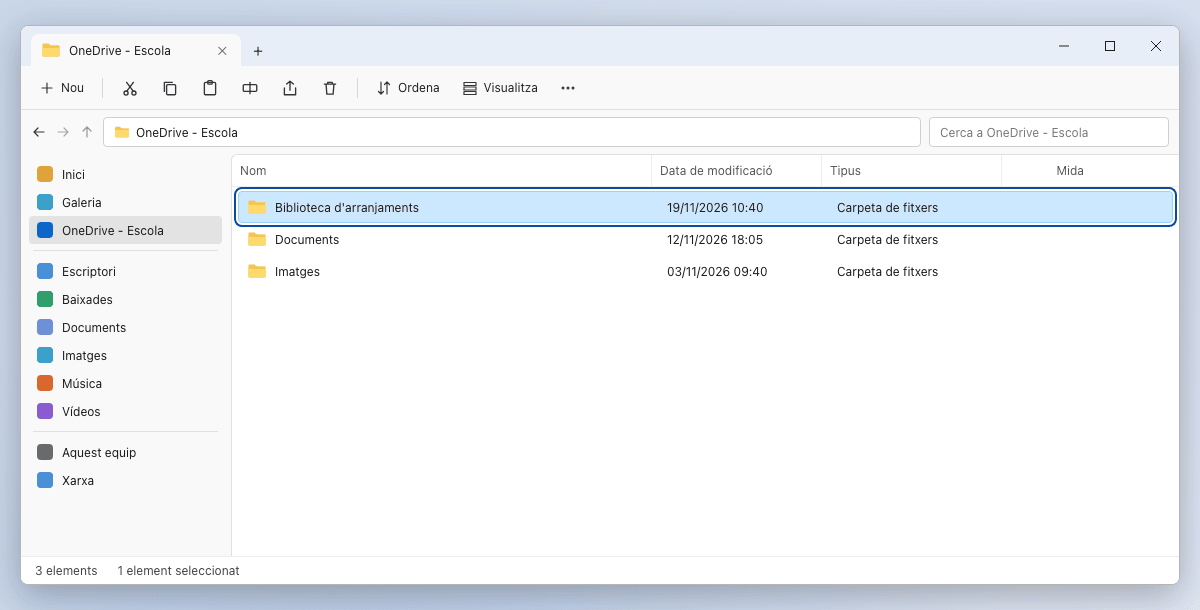 OneDrive - Escola
Nou
Ordena
Visualitza
OneDrive - Escola
Cerca a OneDrive - Escola
Inici
Galeria
OneDrive - Escola
Escriptori
Baixades
Documents
Imatges
Música
Vídeos
Aquest equip
Xarxa
Nom Data de modificació Tipus Mida
Biblioteca d'arranjaments 19/11/2026 10:40 Carpeta de fitxers
Documents 12/11/2026 18:05 Carpeta de fitxers
Imatges 03/11/2026 09:40 Carpeta de fitxers
3 elements 1 element seleccionat